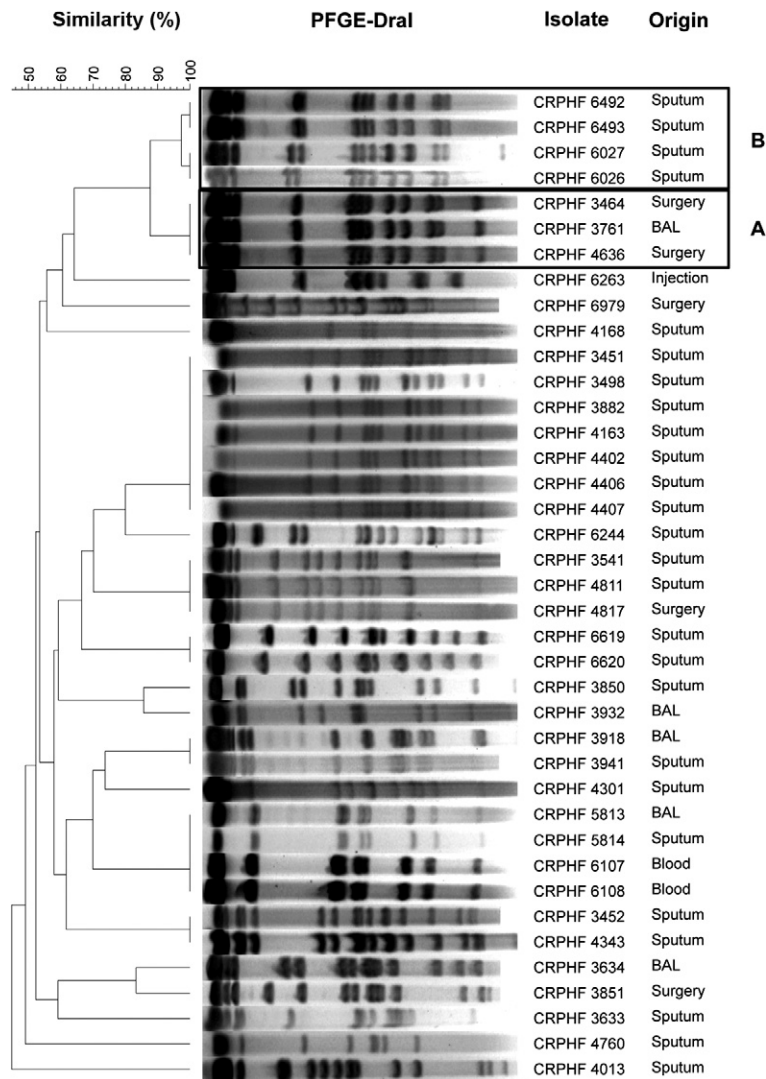 Similarity (%) PFGE-DraI Isolate Origin
50 60 70 80 90 100
CRPHF 6492 Sputum
CRPHF 6493 Sputum
B
CRPHF 6027 Sputum
CRPHF 6026 Sputum
CRPHF 3464 Surgery
CRPHF 3761 BAL A
CRPHF 4636 Surgery
CRPHF 6263 Injection
CRPHF 6979 Surgery
CRPHF 4168 Sputum
CRPHF 3451 Sputum
CRPHF 3498 Sputum
CRPHF 3882 Sputum
CRPHF 4163 Sputum
CRPHF 4402 Sputum
CRPHF 4406 Sputum
CRPHF 4407 Sputum
CRPHF 6244 Sputum
CRPHF 3541 Sputum
CRPHF 4811 Sputum
CRPHF 4817 Surgery
CRPHF 6619 Sputum
CRPHF 6620 Sputum
CRPHF 3850 Sputum
CRPHF 3932 BAL
CRPHF 3918 BAL
CRPHF 3941 Sputum
CRPHF 4301 Sputum
CRPHF 5813 BAL
CRPHF 5814 Sputum
CRPHF 6107 Blood
CRPHF 6108 Blood
CRPHF 3452 Sputum
CRPHF 4343 Sputum
CRPHF 3634 BAL
CRPHF 3851 Surgery
CRPHF 3633 Sputum
CRPHF 4760 Sputum
CRPHF 4013 Sputum